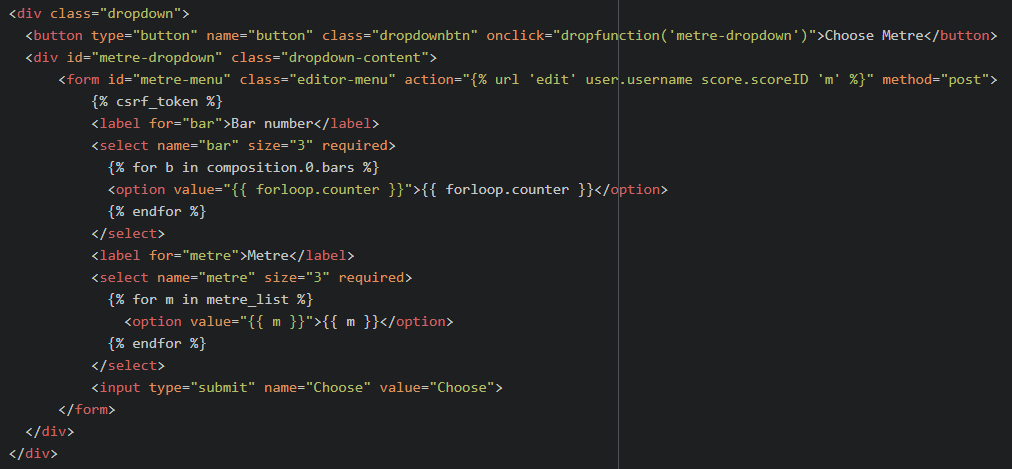 <div class="dropdown">
<button type="button" name="button" class="dropdownbtn" onclick="dropfunction('metre-dropdown')">Choose Metre</button>
<div id="metre-dropdown" class="dropdown-content">
<form id="metre-menu" class="editor-menu" action="{% url 'edit' user.username score.scoreID 'm' %}" method="post">
{% csrf_token %}
<label for="bar">Bar number</label>
<select name="bar" size="3" required>
{% for b in composition.0.bars %}
<option value="{{ forloop.counter }}">{{ forloop.counter }}</option>
{% endfor %}
</select>
<label for="metre">Metre</label>
<select name="metre" size="3" required>
{% for m in metre_list %}
<option value="{{ m }}">{{ m }}</option>
{% endfor %}
</select>
<input type="submit" name="Choose" value="Choose">
</form>
</div>
</div>